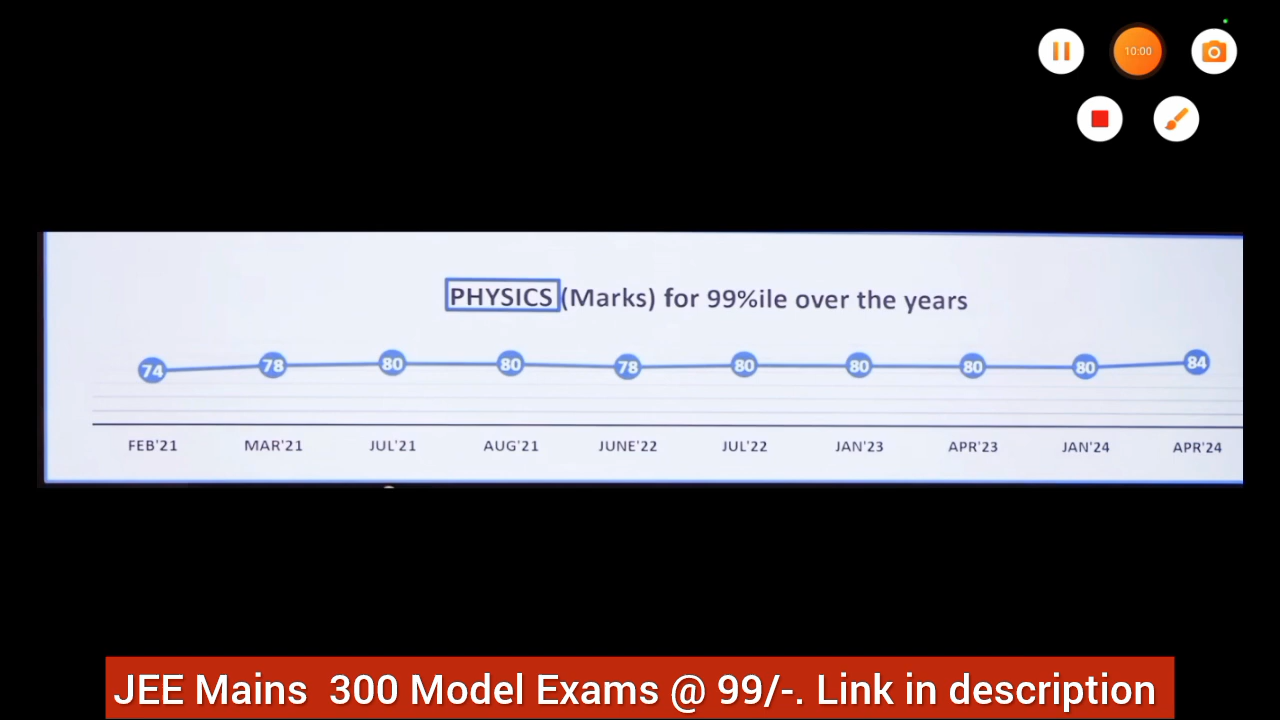 10:00
PHYSICS (Marks) for 99%ile over the years
74 78 80 80 78 80 80 80 80 84
FEB'21 MAR'21 JUL'21 AUG'21 JUNE'22 JUL'22 JAN'23 APR'23 JAN'24 APR'24
JEE Mains 300 Model Exams @ 99/-. Link in description